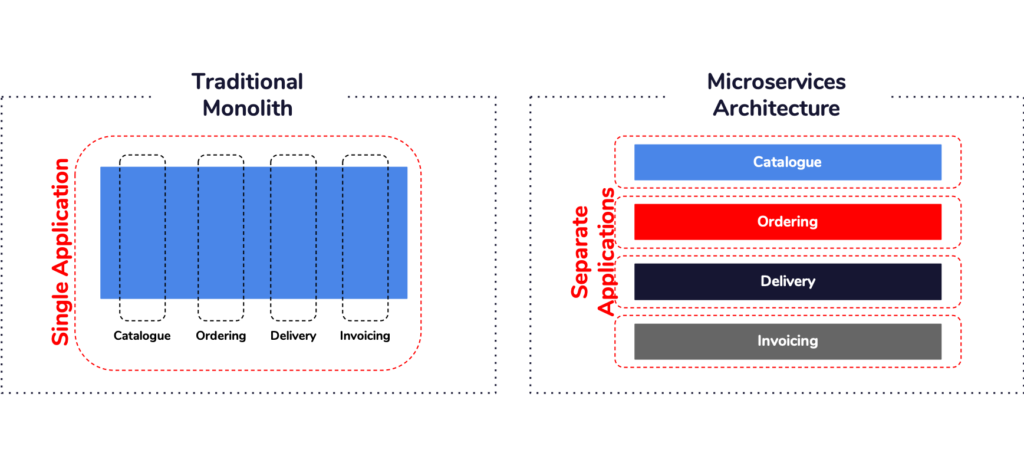 Traditional
Monolith
Single Application
Catalogue
Ordering
Delivery
Invoicing
Microservices
Architecture
Separate
Applications
Catalogue
Ordering
Delivery
Invoicing